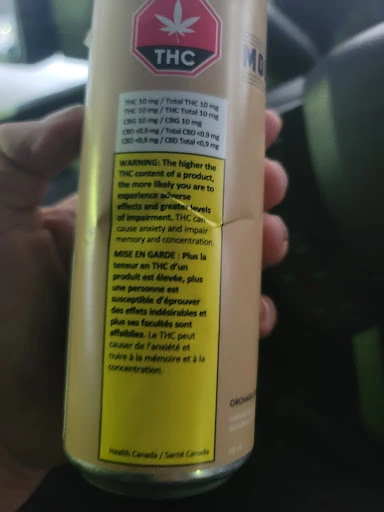 THC
MO
THC 10 mg / Total THC 10 mg
THC 10 mg / THC Total 10 mg
CBG 10 mg / CBG 10 mg
CBD <0.9 mg / Total CBD <0.9 mg
CBD <0,9 mg / CBD Total <0,9 mg
WARNING: The higher the
THC content of a product,
the more likely you are to
experience adverse
effects and greater levels
of impairment. THC can
cause anxiety and impair
memory and concentration.
MISE EN GARDE : Plus la
teneur en THC d'un
produit est élevée, plus
une personne est
susceptible d'éprouver
des effets indésirables et
plus ses facultés sont
affaiblies. Le THC peut
causer de l'anxiété et
nuire à la mémoire et à la
concentration.
Health Canada / Santé Canada